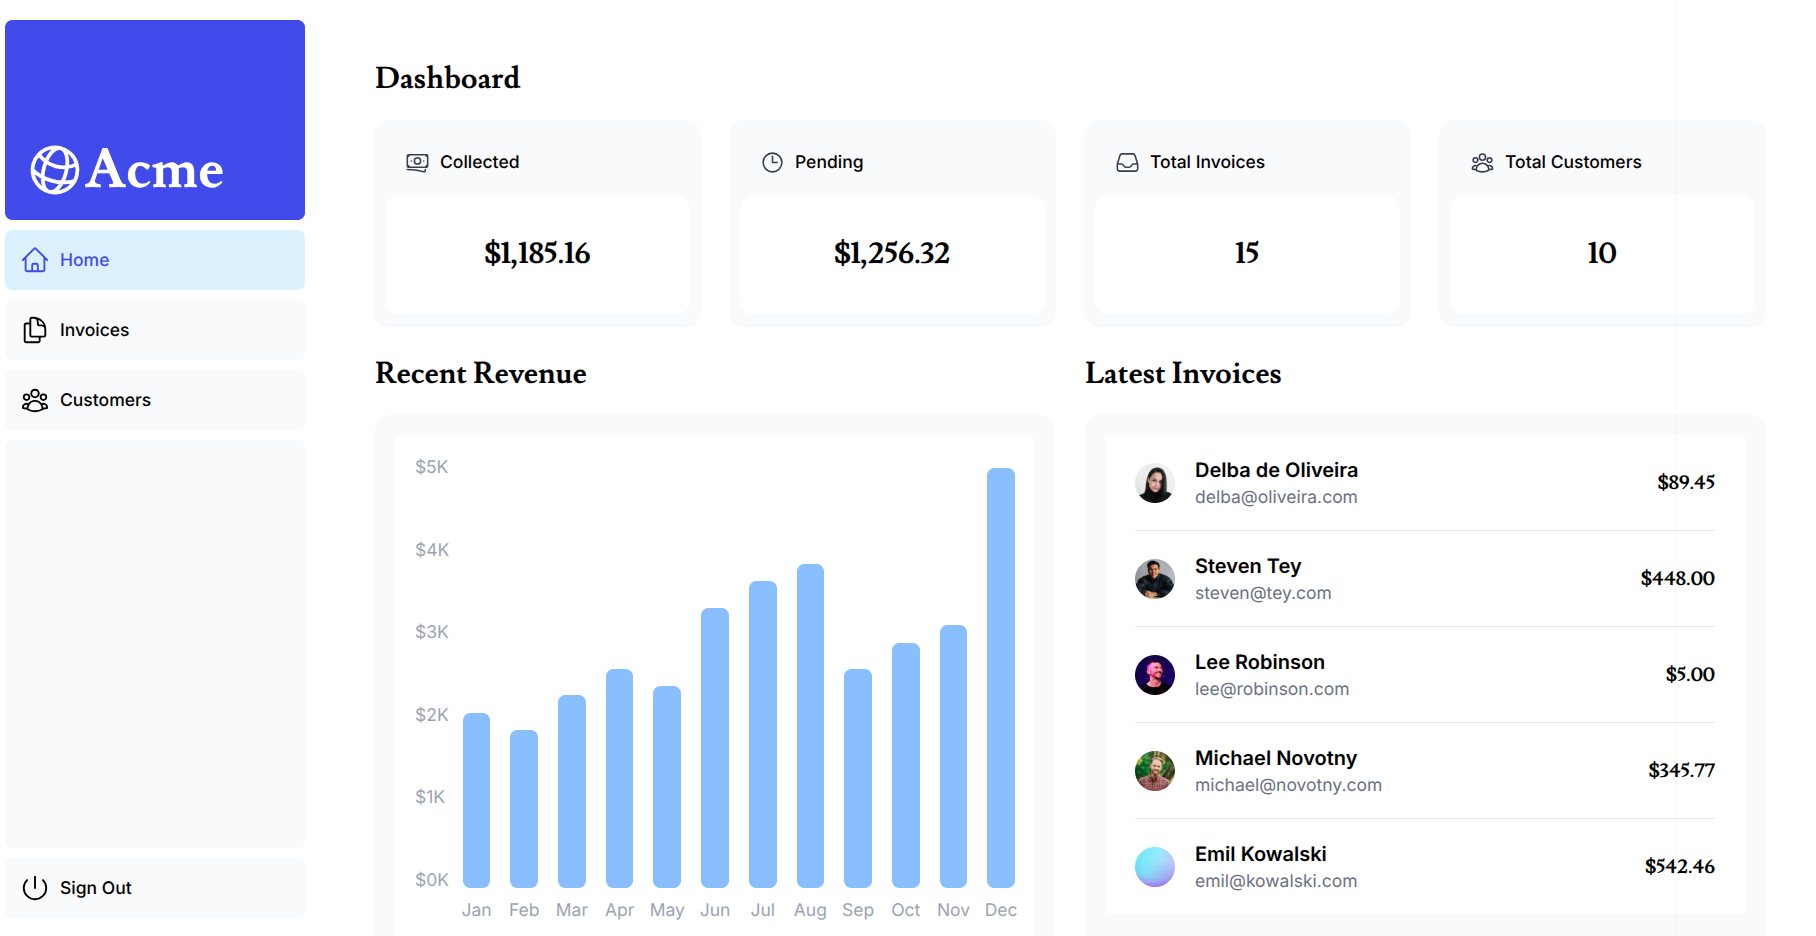 Acme
Home
Invoices
Customers
Sign Out
Dashboard
Collected
$1,185.16
Pending
$1,256.32
Total Invoices
15
Total Customers
10
Recent Revenue
$5K
$4K
$3K
$2K
$1K
$0K
Jan Feb Mar Apr May Jun Jul Aug Sep Oct Nov Dec
Latest Invoices
Delba de Oliveira
delba@oliveira.com
$89.45
Steven Tey
steven@tey.com
$448.00
Lee Robinson
lee@robinson.com
$5.00
Michael Novotny
michael@novotny.com
$345.77
Emil Kowalski
emil@kowalski.com
$542.46